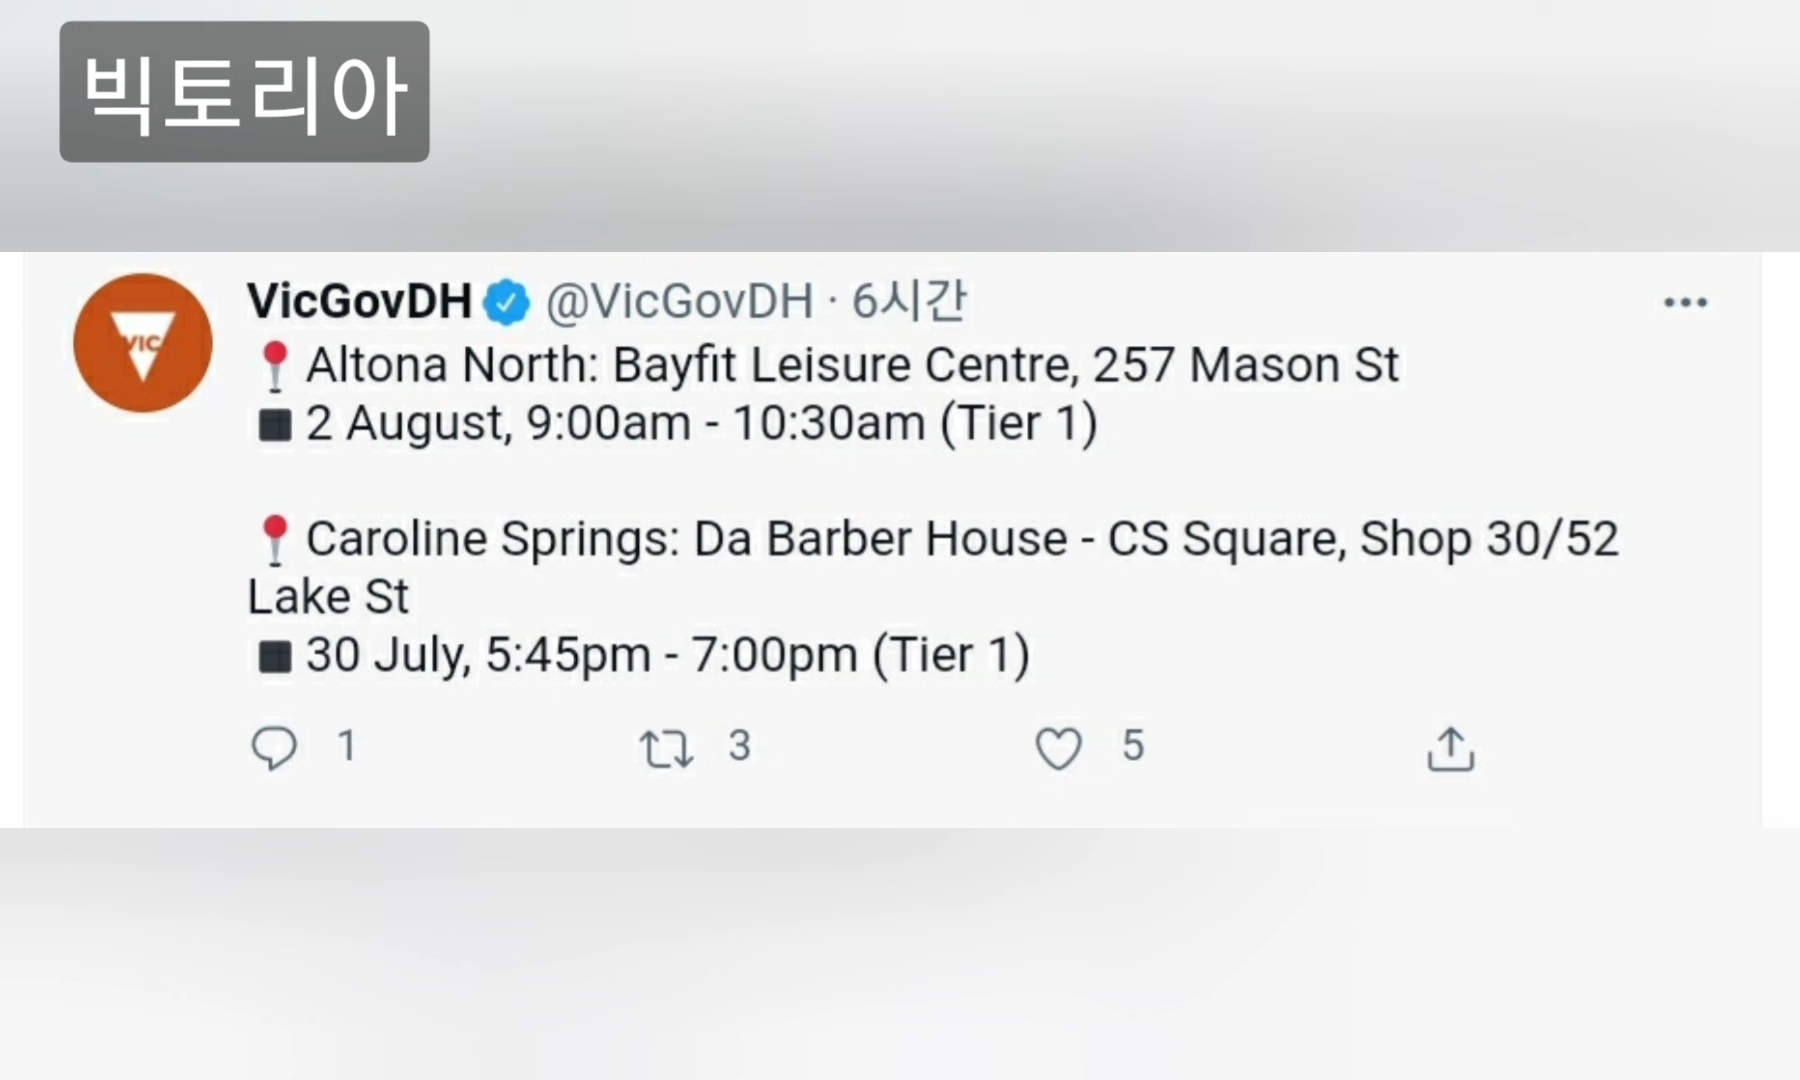 빅토리아
VicGovDH @VicGovDH · 6시간
VIC
📍 Altona North: Bayfit Leisure Centre, 257 Mason St
⬛ 2 August, 9:00am - 10:30am (Tier 1)
📍 Caroline Springs: Da Barber House - CS Square, Shop 30/52
Lake St
⬛ 30 July, 5:45pm - 7:00pm (Tier 1)
1 3 5